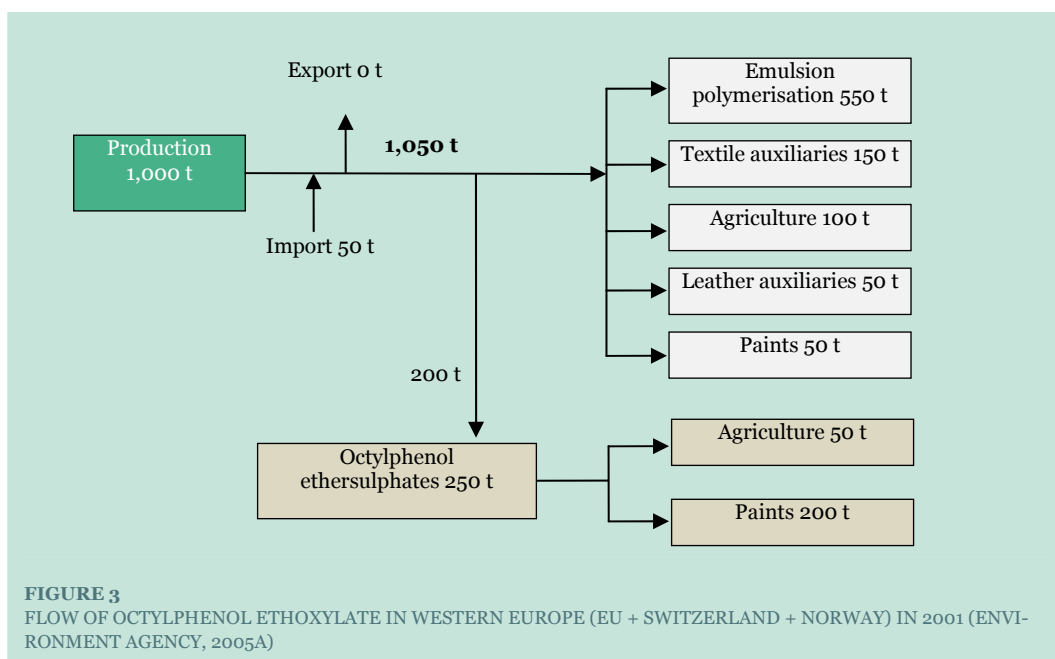 Export 0 t
Emulsion
polymerisation 550 t
Production
1,000 t
1,050 t
Textile auxiliaries 150 t
Import 50 t
Agriculture 100 t
Leather auxiliaries 50 t
Paints 50 t
200 t
Octylphenol
ethersulphates 250 t
Agriculture 50 t
Paints 200 t
FIGURE 3
FLOW OF OCTYLPHENOL ETHOXYLATE IN WESTERN EUROPE (EU + SWITZERLAND + NORWAY) IN 2001 (ENVI-
RONMENT AGENCY, 2005A)